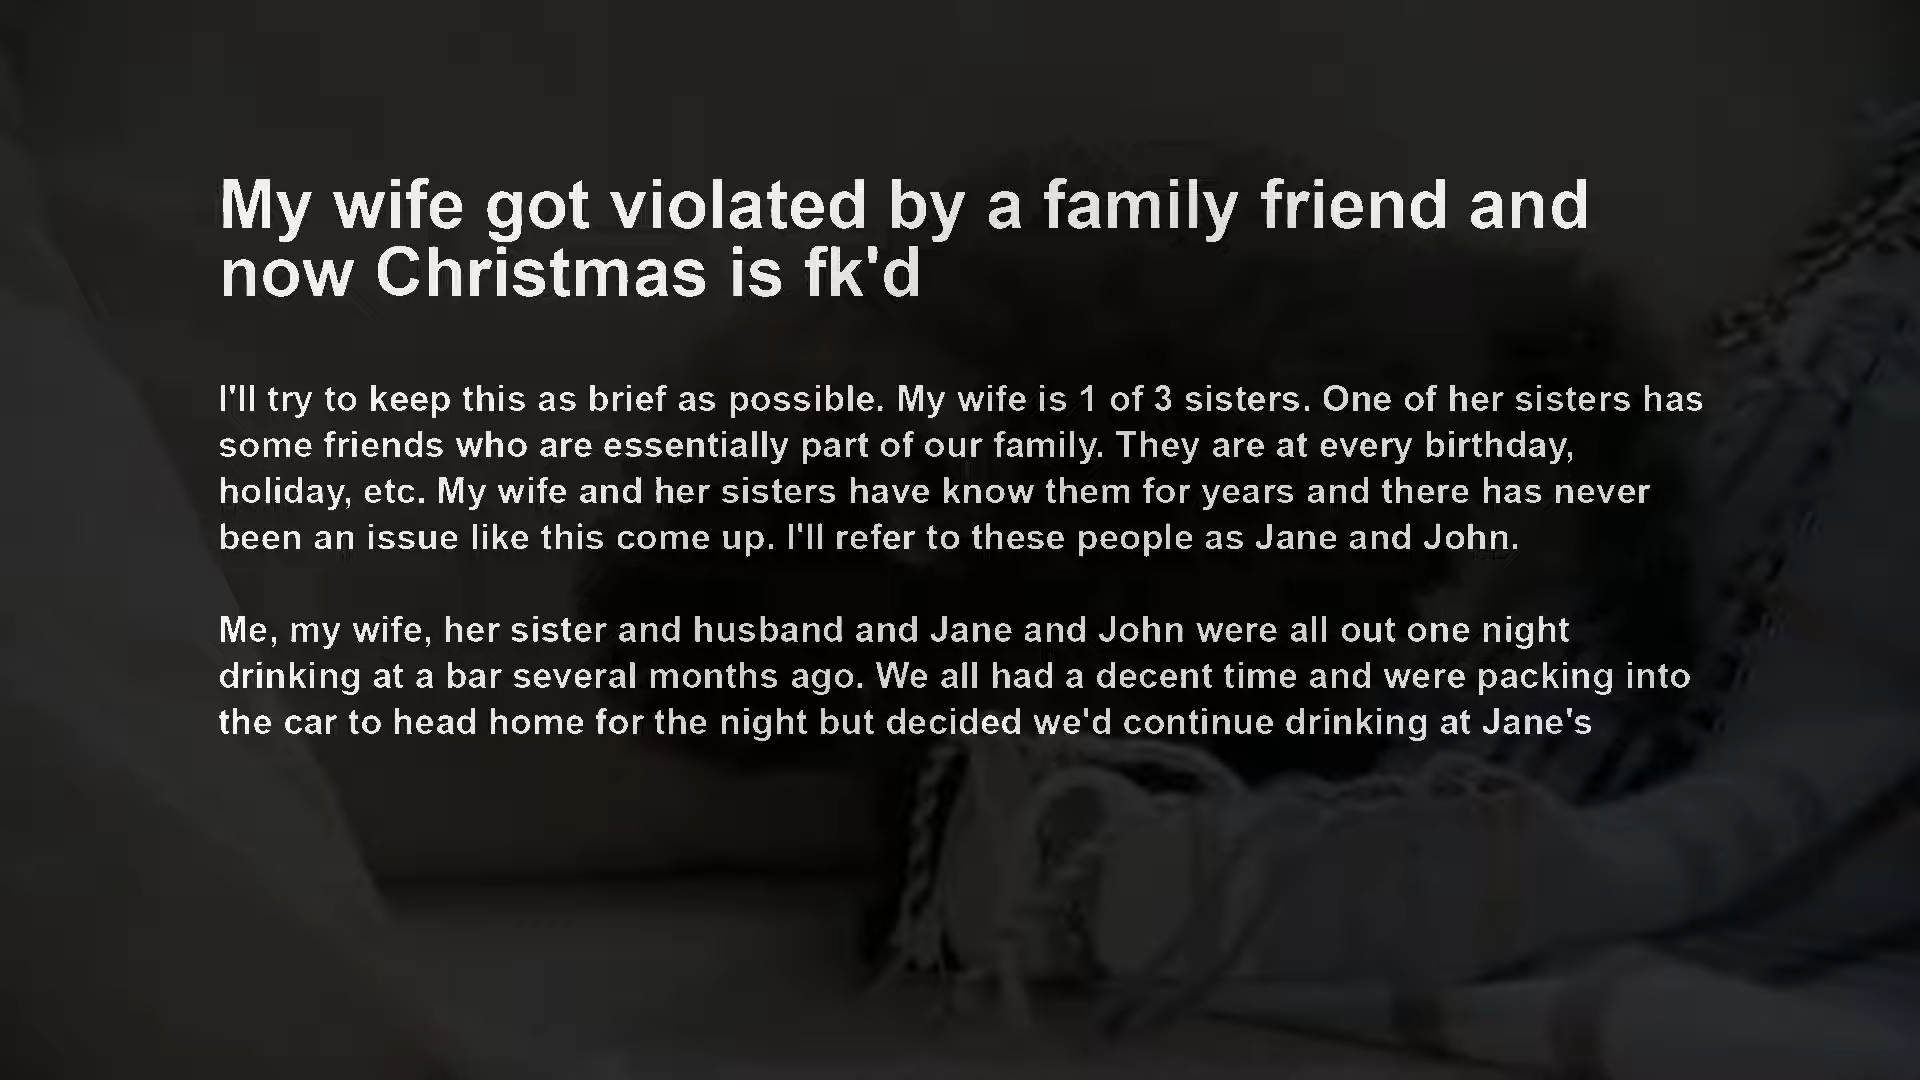 My wife got violated by a family friend and
now Christmas is fk'd
I'll try to keep this as brief as possible. My wife is 1 of 3 sisters. One of her sisters has
some friends who are essentially part of our family. They are at every birthday,
holiday, etc. My wife and her sisters have know them for years and there has never
been an issue like this come up. I'll refer to these people as Jane and John.
Me, my wife, her sister and husband and Jane and John were all out one night
drinking at a bar several months ago. We all had a decent time and were packing into
the car to head home for the night but decided we'd continue drinking at Jane's